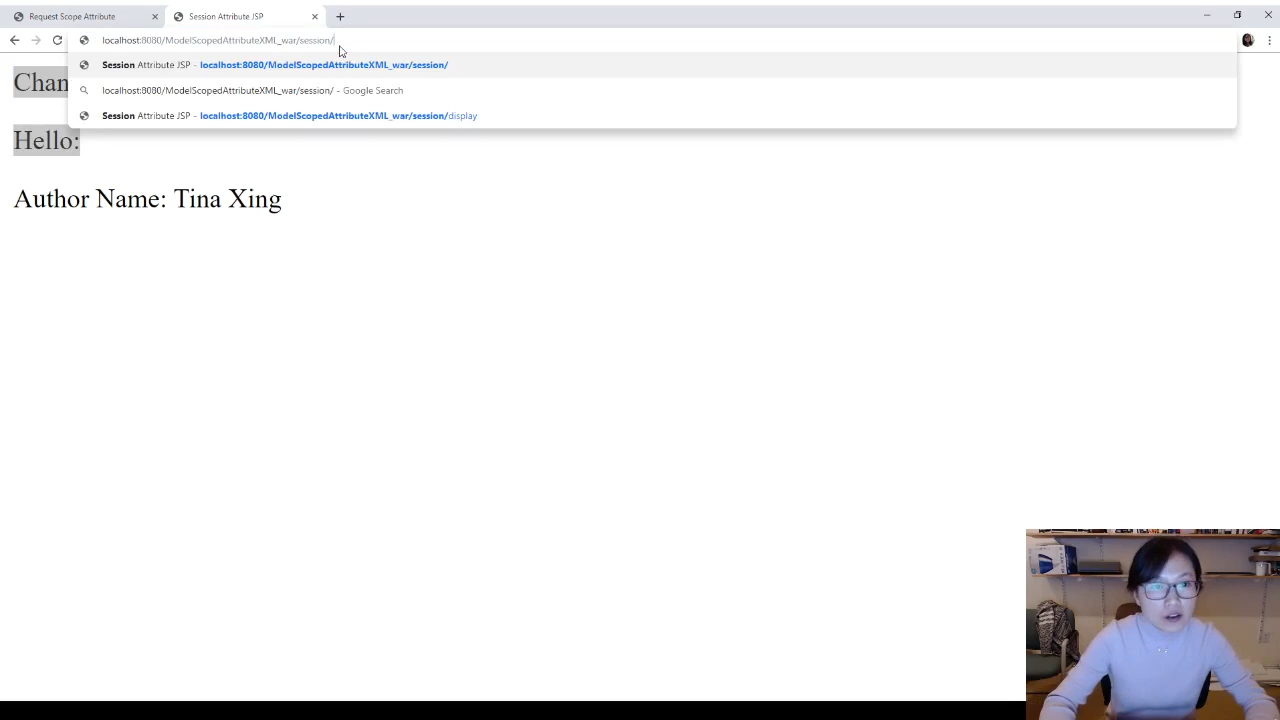 Request Scope Attribute
Session Attribute JSP
localhost:8080/ModelScopedAttributeXML_war/session/
Session Attribute JSP - localhost:8080/ModelScopedAttributeXML_war/session/
localhost:8080/ModelScopedAttributeXML_war/session/ - Google Search
Session Attribute JSP - localhost:8080/ModelScopedAttributeXML_war/session/display
Hello:
Author Name: Tina Xing